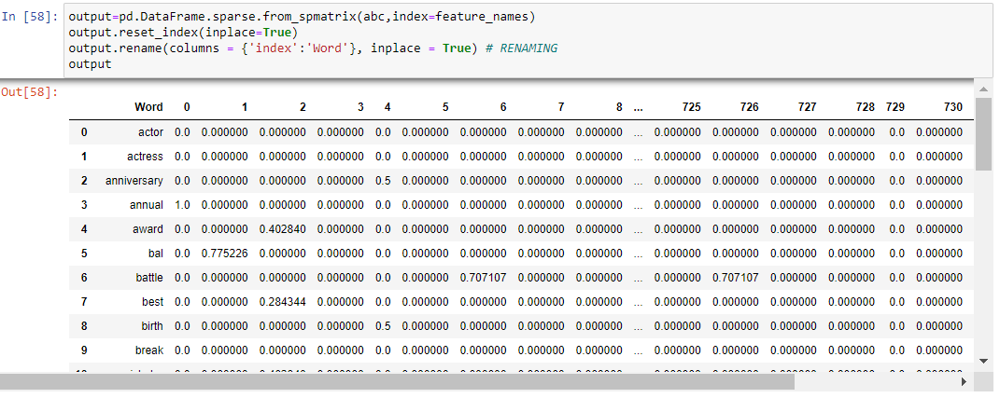 In [58]: output=pd.DataFrame.sparse.from_spmatrix(abc,index=feature_names)
output.reset_index(inplace=True)
output.rename(columns = {'index':'Word'}, inplace = True) # RENAMING
output
Out[58]:
Word 0 1 2 3 4 5 6 7 8 ... 725 726 727 728 729 730
0 actor 0.0 0.000000 0.000000 0.000000 0.0 0.000000 0.000000 0.000000 0.000000 ... 0.000000 0.000000 0.000000 0.000000 0.0 0.000000
1 actress 0.0 0.000000 0.000000 0.000000 0.0 0.000000 0.000000 0.000000 0.000000 ... 0.000000 0.000000 0.000000 0.000000 0.0 0.000000
2 anniversary 0.0 0.000000 0.000000 0.000000 0.5 0.000000 0.000000 0.000000 0.000000 ... 0.000000 0.000000 0.000000 0.000000 0.0 0.000000
3 annual 1.0 0.000000 0.000000 0.000000 0.0 0.000000 0.000000 0.000000 0.000000 ... 0.000000 0.000000 0.000000 0.000000 0.0 0.000000
4 award 0.0 0.000000 0.402840 0.000000 0.0 0.000000 0.000000 0.000000 0.000000 ... 0.000000 0.000000 0.000000 0.000000 0.0 0.000000
5 bal 0.0 0.775226 0.000000 0.000000 0.0 0.000000 0.000000 0.000000 0.000000 ... 0.000000 0.000000 0.000000 0.000000 0.0 0.000000
6 battle 0.0 0.000000 0.000000 0.000000 0.0 0.000000 0.707107 0.000000 0.000000 ... 0.000000 0.707107 0.000000 0.000000 0.0 0.000000
7 best 0.0 0.000000 0.284344 0.000000 0.0 0.000000 0.000000 0.000000 0.000000 ... 0.000000 0.000000 0.000000 0.000000 0.0 0.000000
8 birth 0.0 0.000000 0.000000 0.000000 0.5 0.000000 0.000000 0.000000 0.000000 ... 0.000000 0.000000 0.000000 0.000000 0.0 0.000000
9 break 0.0 0.000000 0.000000 0.000000 0.0 0.000000 0.000000 0.000000 0.000000 ... 0.000000 0.000000 0.000000 0.000000 0.0 0.000000